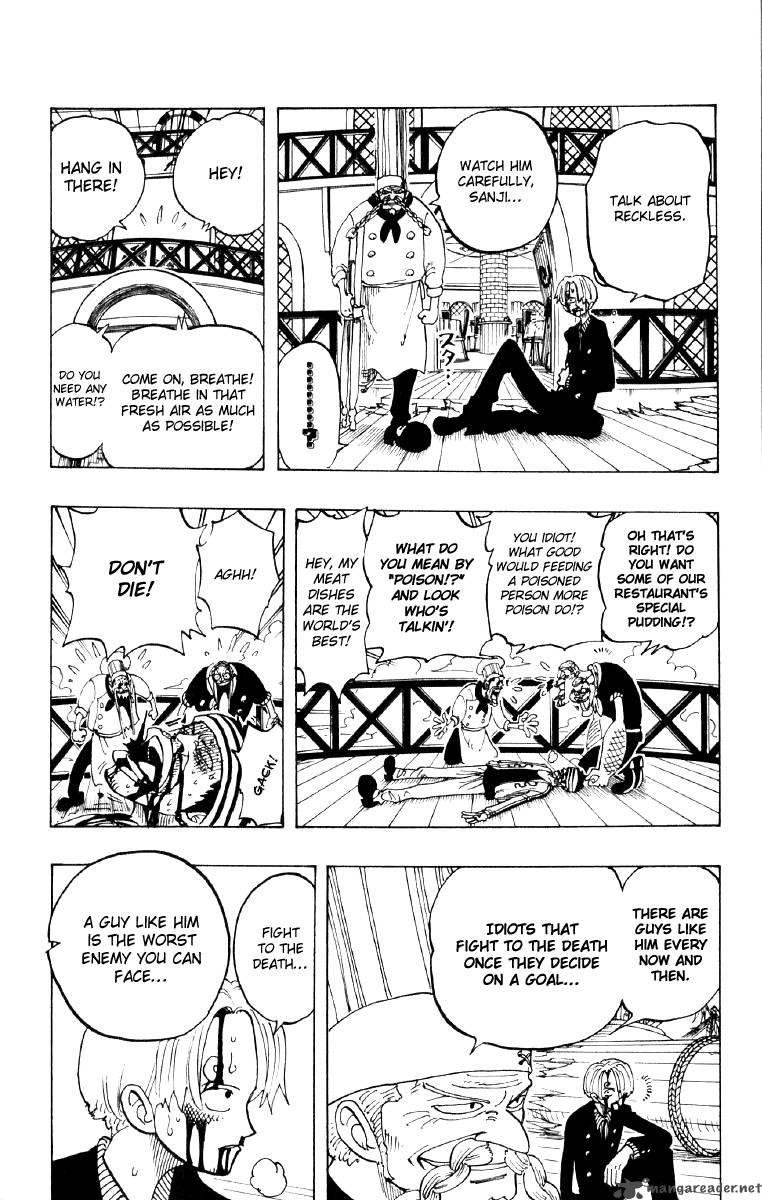 TALK ABOUT
RECKLESS.
WATCH HIM
CAREFULLY,
SANJI...
スタ...
.........?
HEY!
HANG IN
THERE!
COME ON, BREATHE!
BREATHE IN THAT
FRESH AIR AS MUCH
AS POSSIBLE!
DO YOU
NEED ANY
WATER!?
OH THAT'S
RIGHT! DO
YOU WANT
SOME OF OUR
RESTAURANT'S
SPECIAL
PUDDING!?
YOU IDIOT!
WHAT GOOD
WOULD FEEDING
A POISONED
PERSON MORE
POISON DO!?
WHAT DO
YOU MEAN BY
"POISON!?"
AND LOOK
WHO'S
TALKIN'!
HEY, MY
MEAT
DISHES ARE
THE WORLD'S
BEST!
AGHH!
DON'T
DIE!
GACK!
THERE ARE
GUYS LIKE
HIM EVERY
NOW AND
THEN.
IDIOTS THAT
FIGHT TO THE DEATH
ONCE THEY DECIDE
ON A GOAL...
FIGHT
TO THE
DEATH...
A GUY LIKE HIM
IS THE WORST
ENEMY YOU CAN
FACE...
mangareader.net